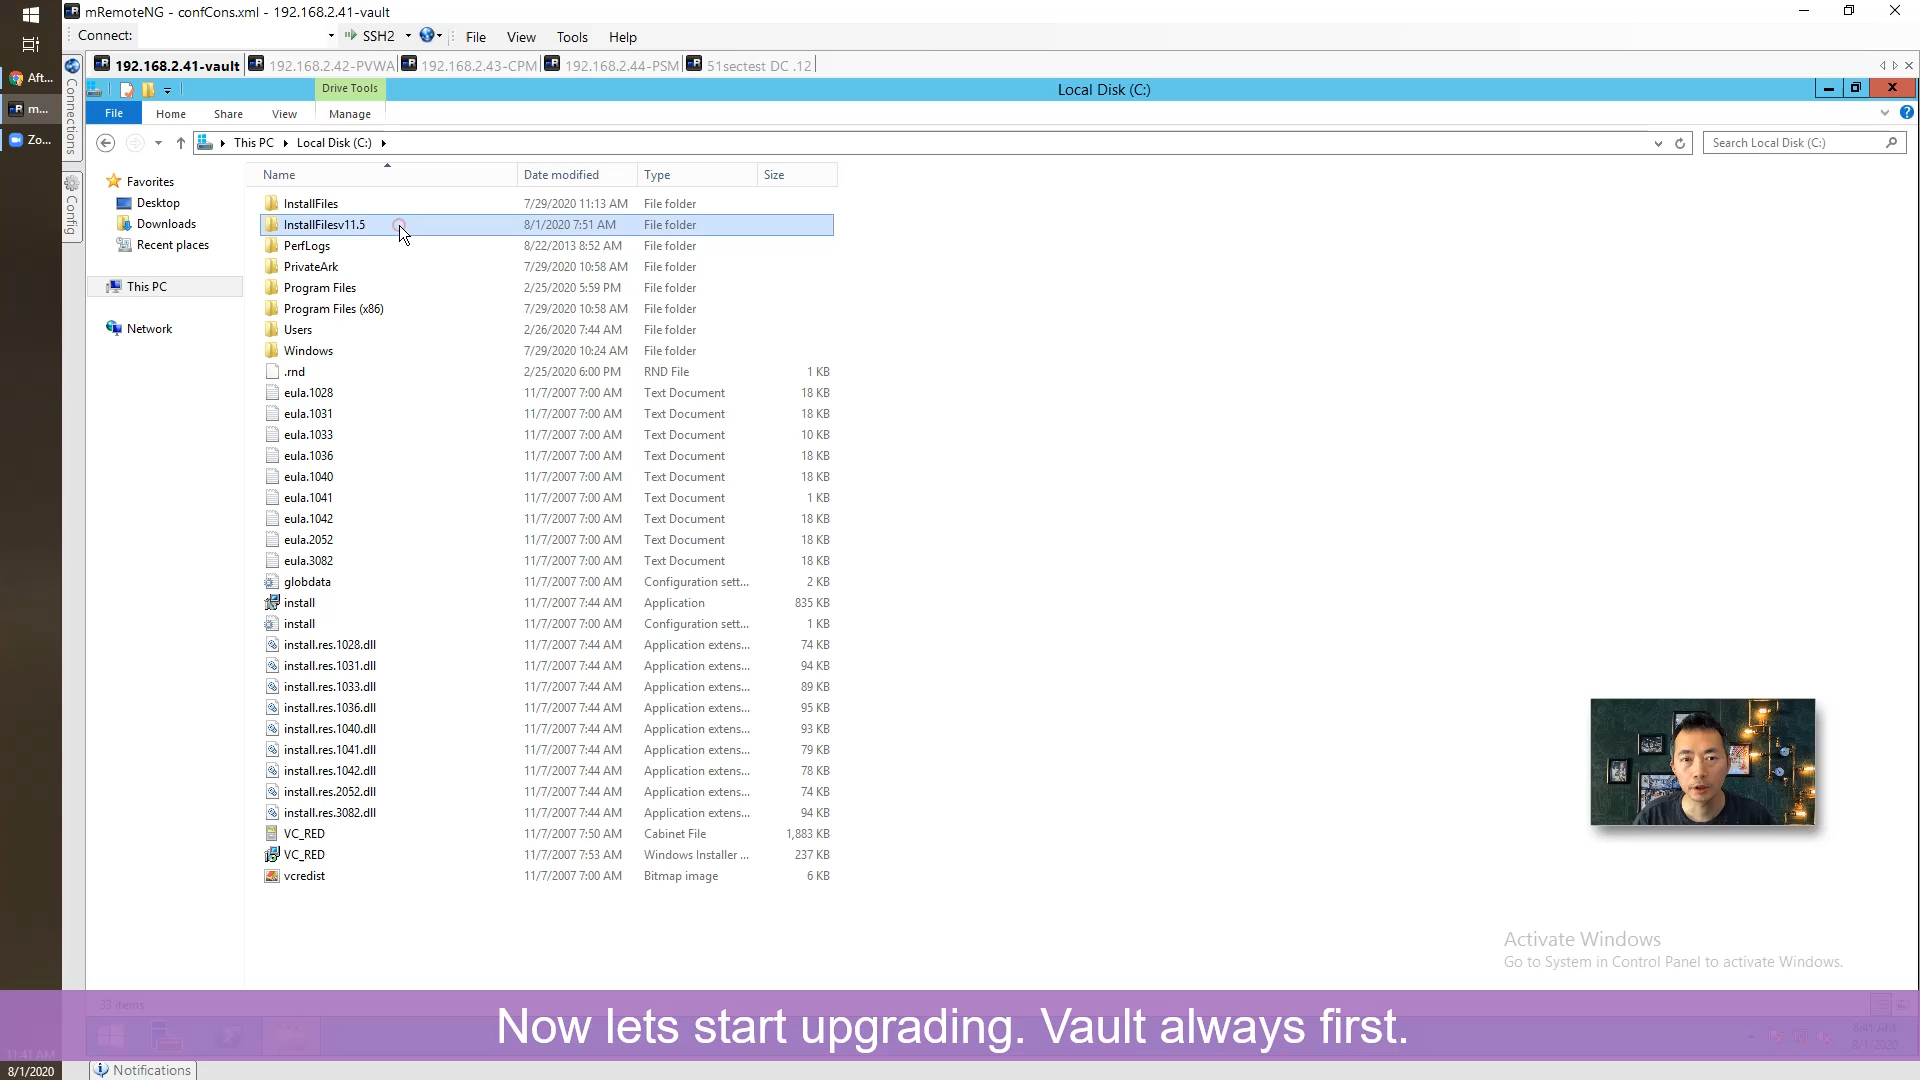 mRemoteNG - confCons.xml - 192.168.2.41-vault
Connect: SSH2 File View Tools Help
Aft...
m...
Zo...
Connections
Config
192.168.2.41-vault 192.168.2.42-PVWA 192.168.2.43-CPM 192.168.2.44-PSM 51sectest DC .12
Drive Tools
Local Disk (C:)
File Home Share View Manage
This PC Local Disk (C:)
Search Local Disk (C:)
Favorites
Desktop
Downloads
Recent places
This PC
Network
Name Date modified Type Size
InstallFiles 7/29/2020 11:13 AM File folder
InstallFilesv11.5 8/1/2020 7:51 AM File folder
PerfLogs 8/22/2013 8:52 AM File folder
PrivateArk 7/29/2020 10:58 AM File folder
Program Files 2/25/2020 5:59 PM File folder
Program Files (x86) 7/29/2020 10:58 AM File folder
Users 2/26/2020 7:44 AM File folder
Windows 7/29/2020 10:24 AM File folder
.rnd 2/25/2020 6:00 PM RND File 1 KB
eula.1028 11/7/2007 7:00 AM Text Document 18 KB
eula.1031 11/7/2007 7:00 AM Text Document 18 KB
eula.1033 11/7/2007 7:00 AM Text Document 10 KB
eula.1036 11/7/2007 7:00 AM Text Document 18 KB
eula.1040 11/7/2007 7:00 AM Text Document 18 KB
eula.1041 11/7/2007 7:00 AM Text Document 1 KB
eula.1042 11/7/2007 7:00 AM Text Document 18 KB
eula.2052 11/7/2007 7:00 AM Text Document 18 KB
eula.3082 11/7/2007 7:00 AM Text Document 18 KB
globdata 11/7/2007 7:00 AM Configuration sett... 2 KB
install 11/7/2007 7:44 AM Application 835 KB
install 11/7/2007 7:00 AM Configuration sett... 1 KB
install.res.1028.dll 11/7/2007 7:44 AM Application extens... 74 KB
install.res.1031.dll 11/7/2007 7:44 AM Application extens... 94 KB
install.res.1033.dll 11/7/2007 7:44 AM Application extens... 89 KB
install.res.1036.dll 11/7/2007 7:44 AM Application extens... 95 KB
install.res.1040.dll 11/7/2007 7:44 AM Application extens... 93 KB
install.res.1041.dll 11/7/2007 7:44 AM Application extens... 79 KB
install.res.1042.dll 11/7/2007 7:44 AM Application extens... 78 KB
install.res.2052.dll 11/7/2007 7:44 AM Application extens... 74 KB
install.res.3082.dll 11/7/2007 7:44 AM Application extens... 94 KB
VC_RED 11/7/2007 7:50 AM Cabinet File 1,883 KB
VC_RED 11/7/2007 7:53 AM Windows Installer ... 237 KB
vcredist 11/7/2007 7:00 AM Bitmap image 6 KB
Activate Windows
Go to System in Control Panel to activate Windows.
33 items
Now lets start upgrading. Vault always first.
8:41 AM
8/1/2020
11:41 AM
8/1/2020
Notifications